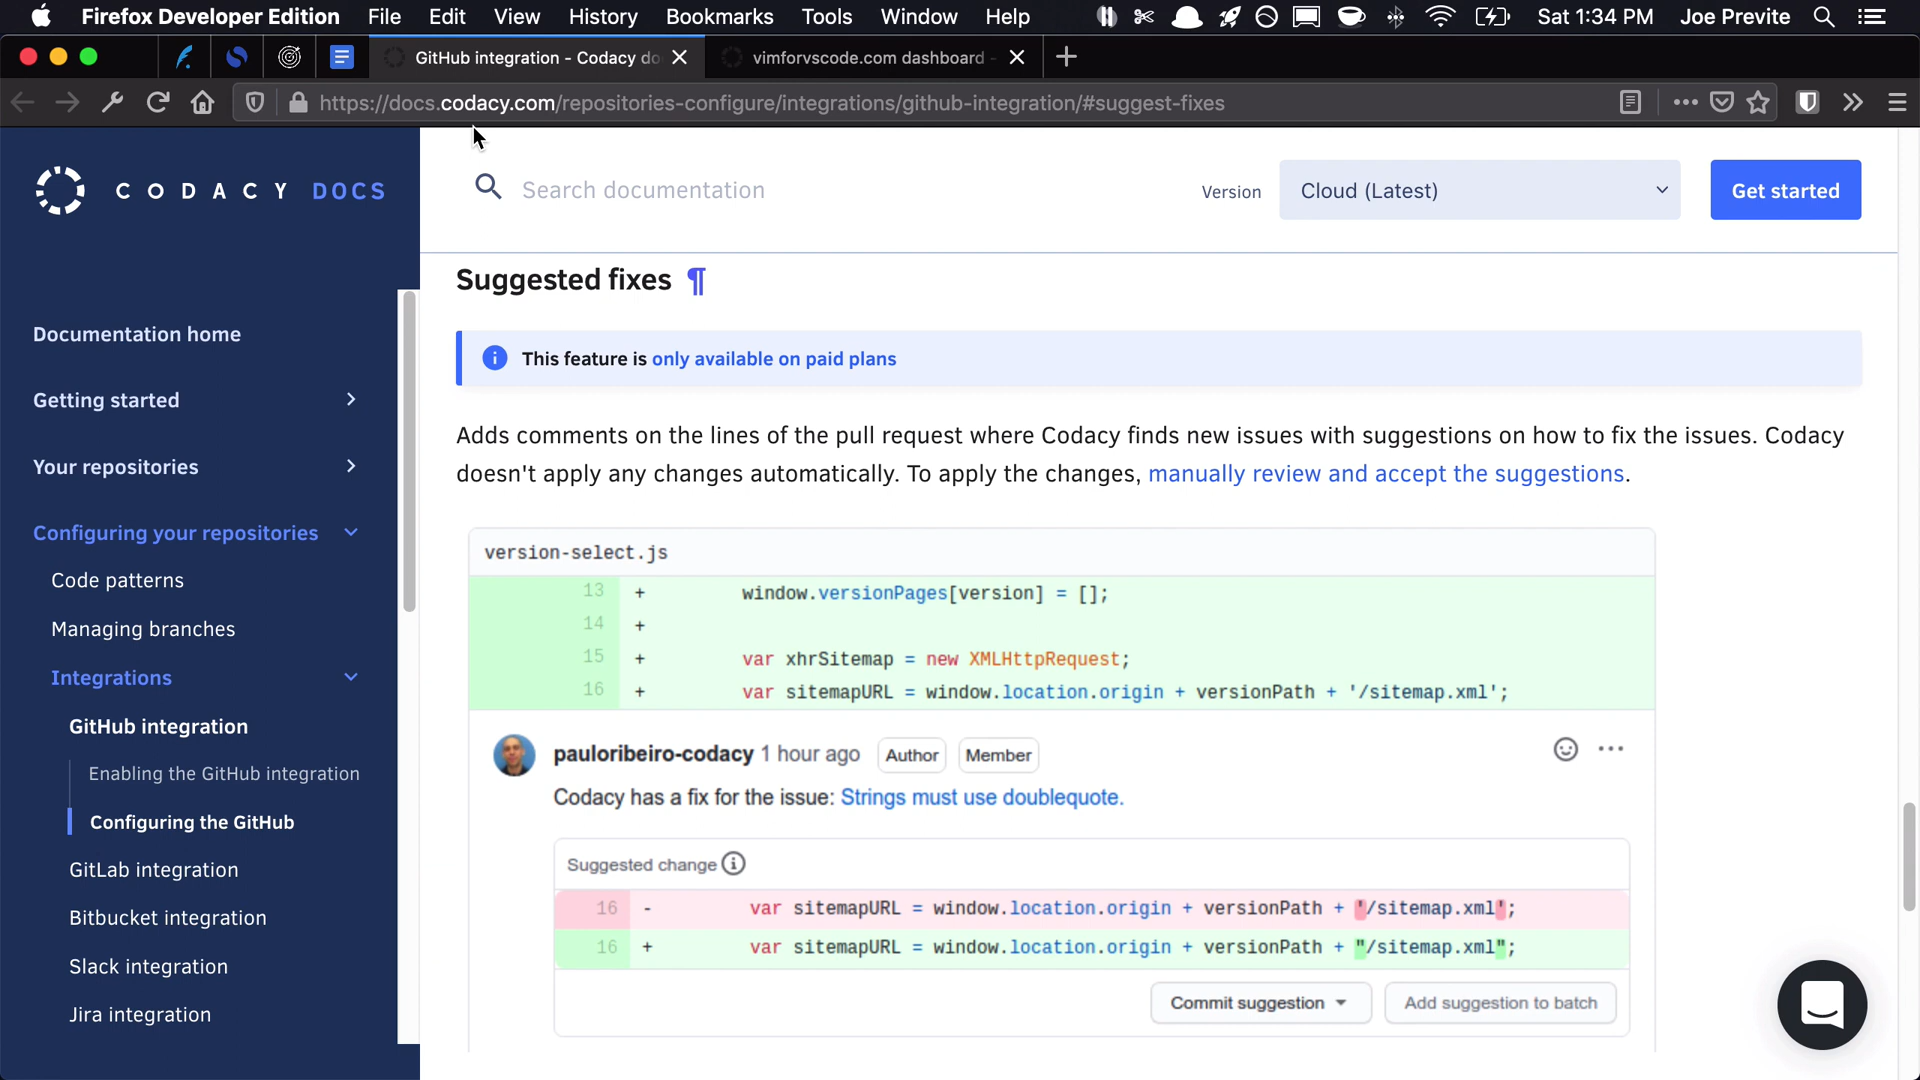 Firefox Developer Edition File Edit View History Bookmarks Tools Window Help Sat 1:34 PM Joe Previte
GitHub integration - Codacy do
vimforvscode.com dashboard -
https://docs.codacy.com/repositories-configure/integrations/github-integration/#suggest-fixes
CODACY DOCS
Search documentation
Version
Cloud (Latest)
Get started
Documentation home
Getting started
Your repositories
Configuring your repositories
Code patterns
Managing branches
Integrations
GitHub integration
Enabling the GitHub integration
Configuring the GitHub
GitLab integration
Bitbucket integration
Slack integration
Jira integration
Suggested fixes ¶
This feature is only available on paid plans
Adds comments on the lines of the pull request where Codacy finds new issues with suggestions on how to fix the issues. Codacy
doesn't apply any changes automatically. To apply the changes, manually review and accept the suggestions.
version-select.js
13 + window.versionPages[version] = [];
14 +
15 + var xhrSitemap = new XMLHttpRequest;
16 + var sitemapURL = window.location.origin + versionPath + '/sitemap.xml';
pauloribeiro-codacy 1 hour ago Author Member
Codacy has a fix for the issue: Strings must use doublequote.
Suggested change
16 - var sitemapURL = window.location.origin + versionPath + '/sitemap.xml';
16 + var sitemapURL = window.location.origin + versionPath + "/sitemap.xml";
Commit suggestion
Add suggestion to batch